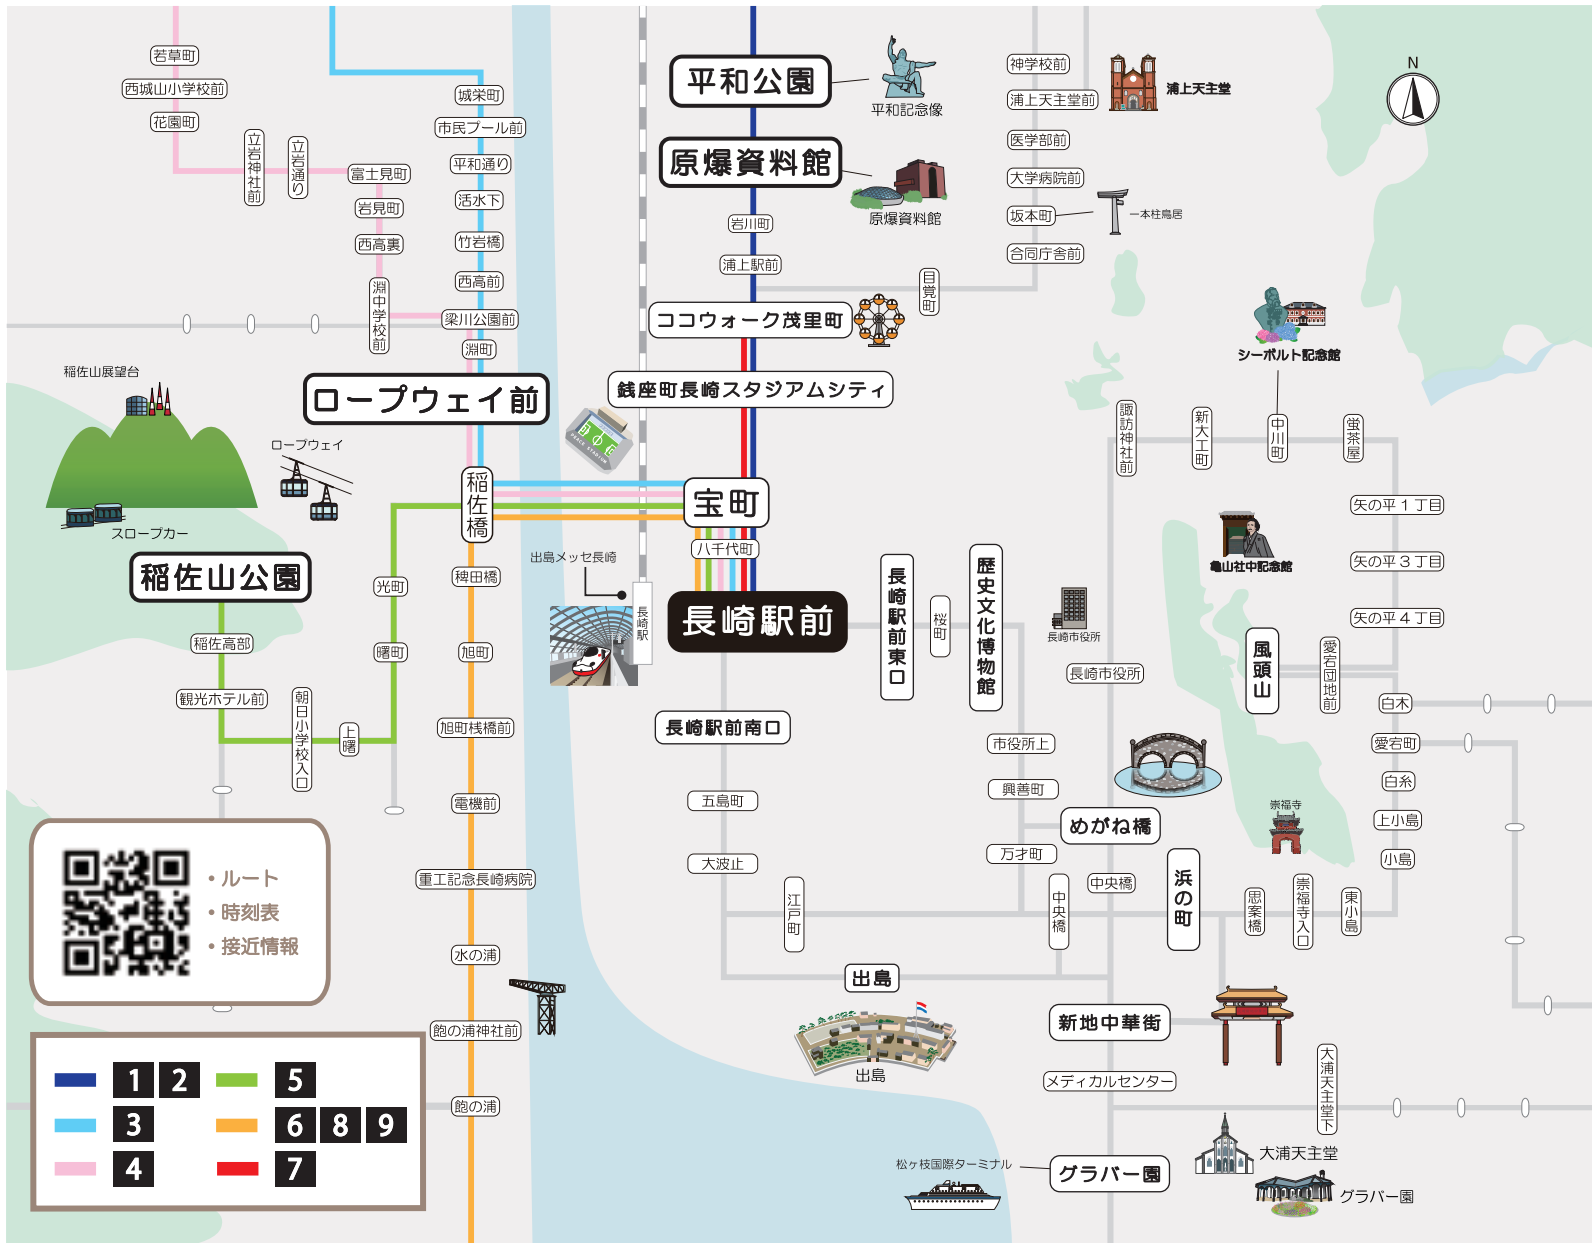 若草町
西城山小学校前
花園町
立岩神社前
立岩通り
富士見町
岩見町
西高裏
淵中学校前
城栄町
市民プール前
平和通り
活水下
竹岩橋
西高前
梁川公園前
淵町
ロープウェイ前
平和公園
平和記念像
原爆資料館
原爆資料館
岩川町
浦上駅前
目覚町
ココウォーク茂里町
銭座町長崎スタジアムシティ
PEACE STADIUM
神学校前
浦上天主堂前
浦上天主堂
医学部前
大学病院前
坂本町
一本柱鳥居
合同庁舎前
N
シーボルト記念館
諏訪神社前
新大工町
中川町
蛍茶屋
矢の平1丁目
矢の平3丁目
矢の平4丁目
亀山社中記念館
稲佐山展望台
ロープウェイ
スロープカー
稲佐山公園
稲佐橋
宝町
八千代町
出島メッセ長崎
長崎駅
長崎駅前
長崎駅前東口
桜町
歴史文化博物館
長崎市役所
長崎市役所
風頭山
愛宕団地前
白木
愛宕町
白糸
上小島
小島
稲佐高部
観光ホテル前
朝日小学校入口
上曙
光町
曙町
稗田橋
旭町
旭町桟橋前
電機前
重工記念長崎病院
水の浦
飽の浦神社前
飽の浦
長崎駅前南口
五島町
大波止
江戸町
市役所上
興善町
万才町
めがね橋
中央橋
中央橋
浜の町
崇福寺
思案橋
崇福寺入口
東小島
出島
出島
新地中華街
メディカルセンター
大浦天主堂下
大浦天主堂
グラバー園
グラバー園
松ヶ枝国際ターミナル
・ルート
・時刻表
・接近情報
1 2
3
4
5
6 8 9
7